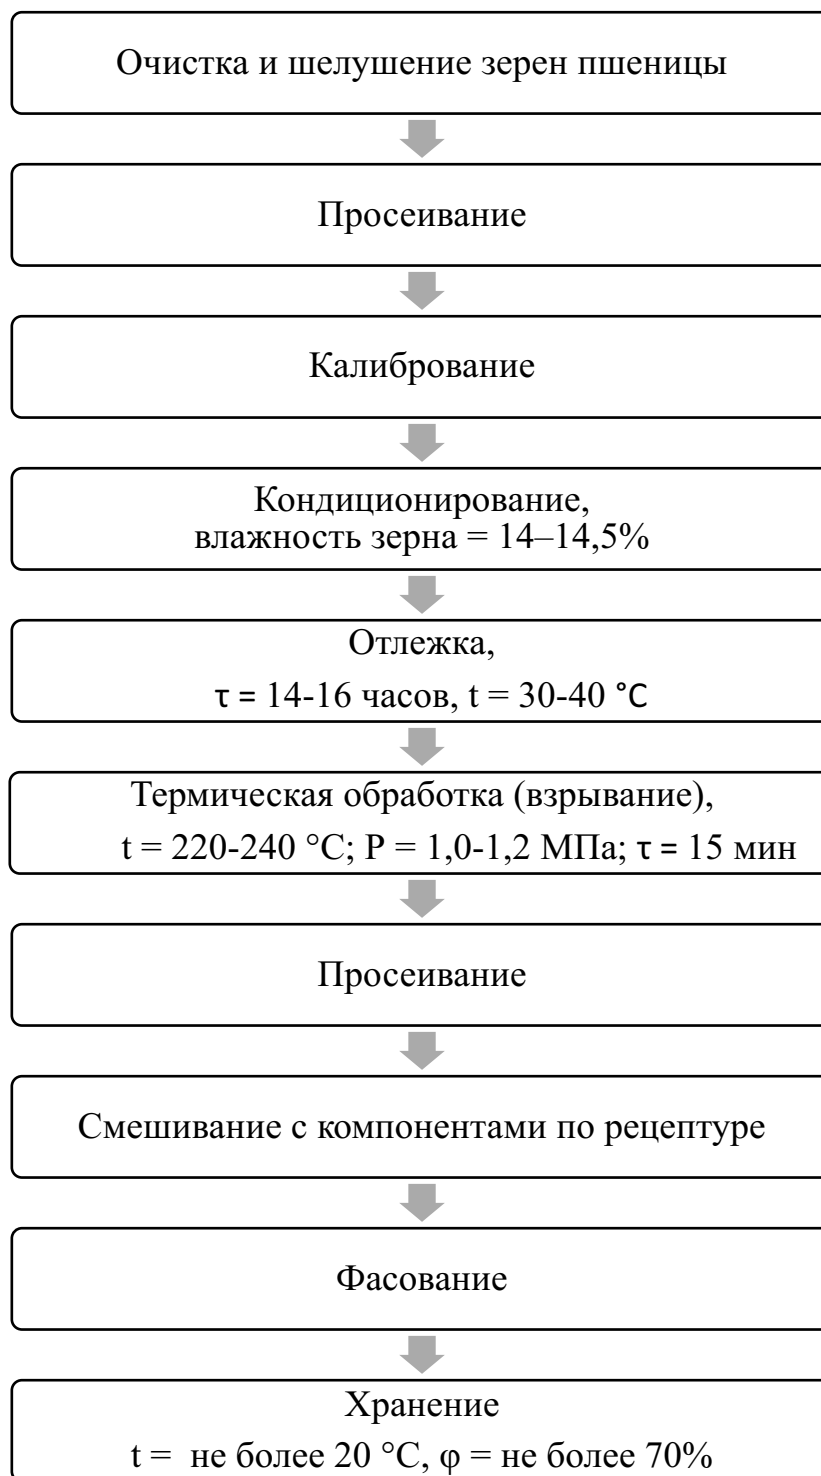 Очистка и шелушение зерен пшеницы
Просеивание
Калибрование
Кондиционирование,
влажность зерна = 14–14,5%
Отлежка,
τ = 14-16 часов, t = 30-40 °C
Термическая обработка (взрывание),
t = 220-240 °C; P = 1,0-1,2 МПа; τ = 15 мин
Просеивание
Смешивание с компонентами по рецептуре
Фасование
Хранение
t = не более 20 °C, φ = не более 70%